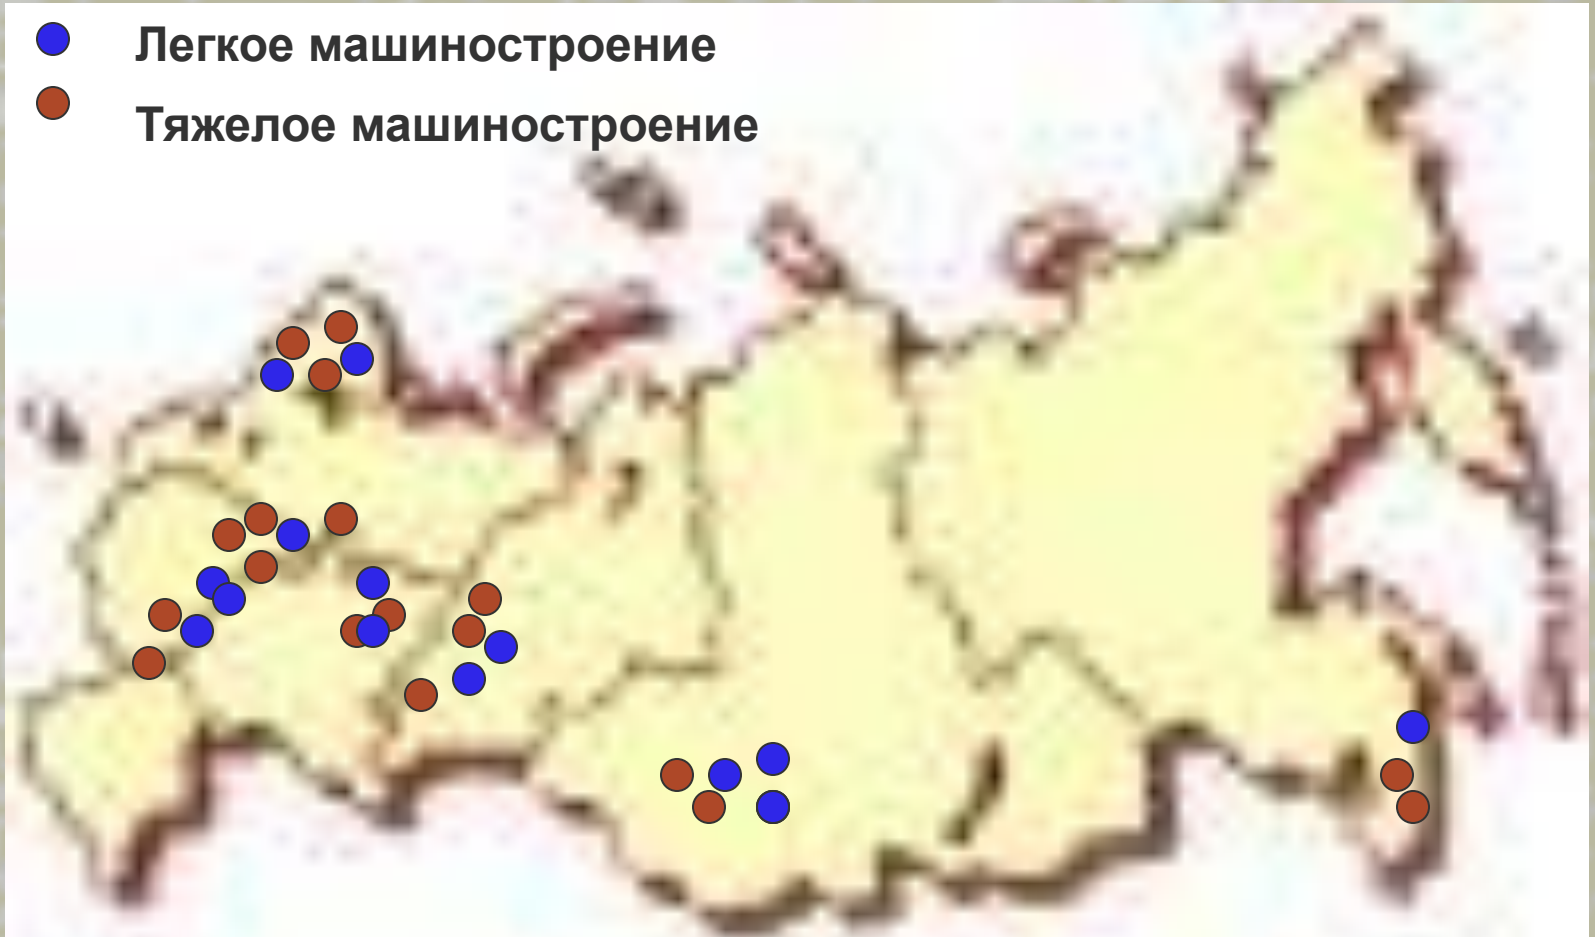 Легкое машиностроение
Тяжелое машиностроение